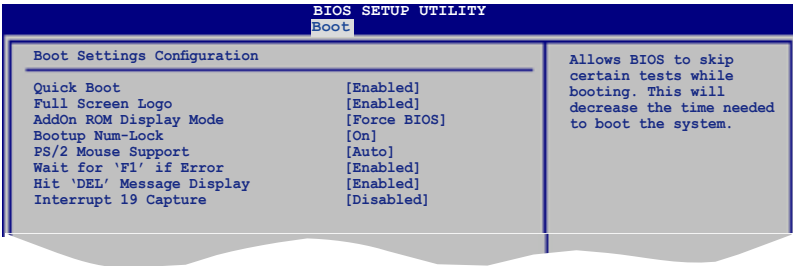 BIOS SETUP UTILITY
Boot
Boot Settings Configuration
Quick Boot [Enabled]
Full Screen Logo [Enabled]
AddOn ROM Display Mode [Force BIOS]
Bootup Num-Lock [On]
PS/2 Mouse Support [Auto]
Wait for ‘F1’ if Error [Enabled]
Hit ‘DEL’ Message Display [Enabled]
Interrupt 19 Capture [Disabled]
Allows BIOS to skip
certain tests while
booting. This will
decrease the time needed
to boot the system.